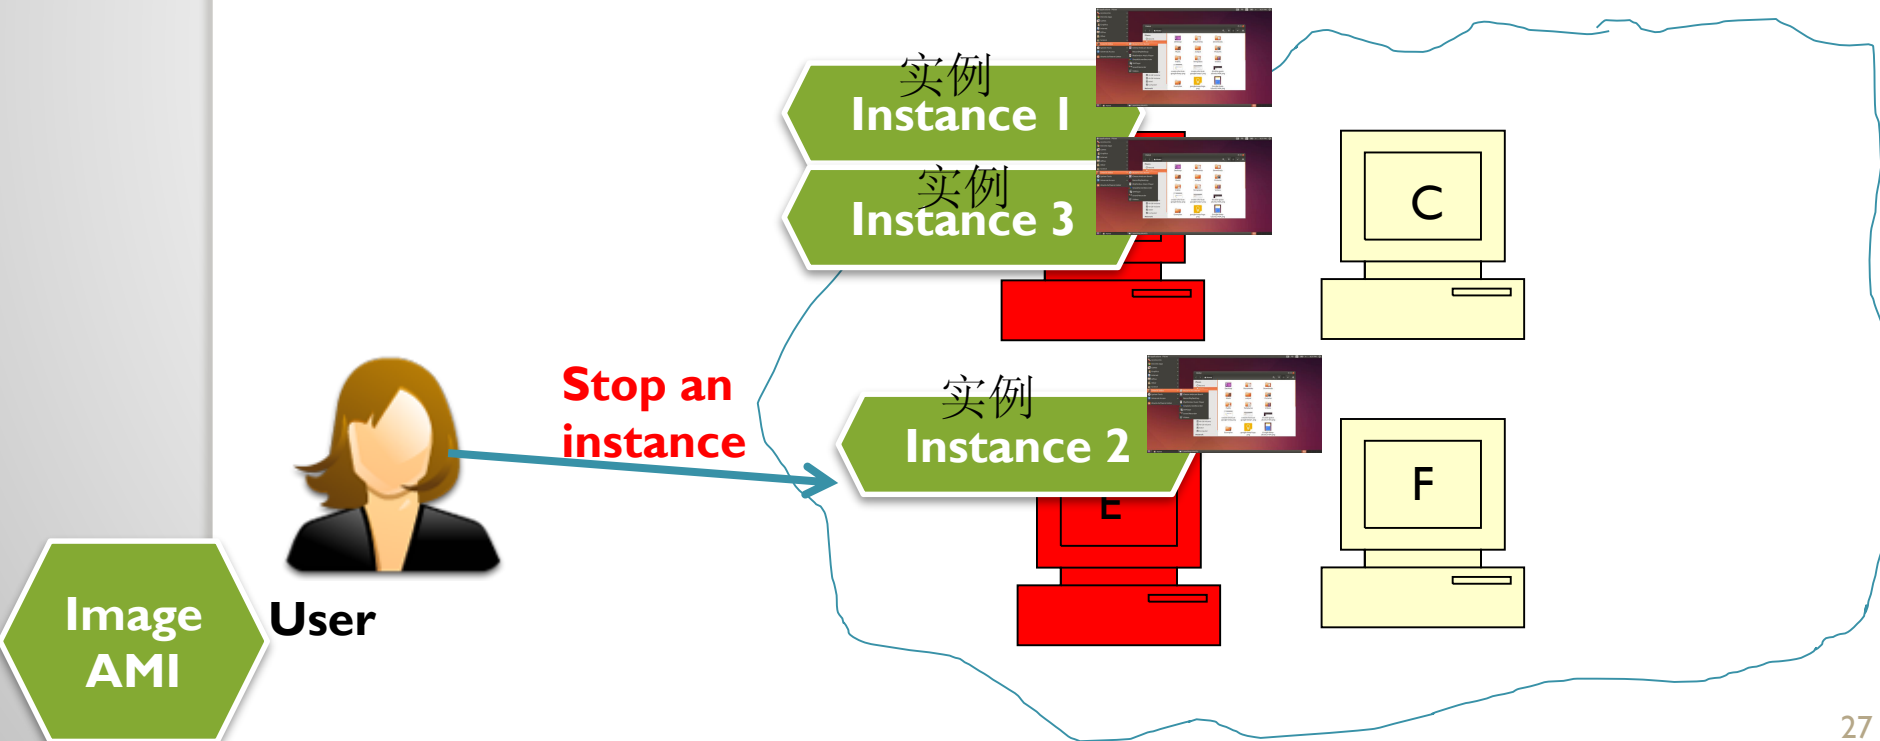 实例
Instance 1
实例
Instance 3
C
Stop an
instance
实例
Instance 2
E
F
Image
AMI
User
27